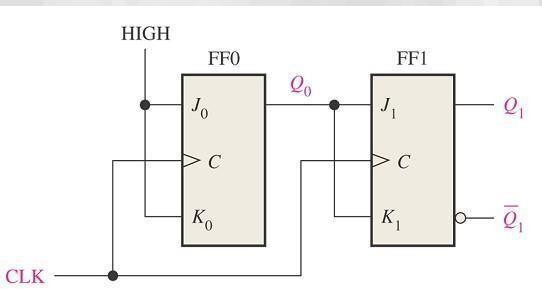 HIGH
FF0 FF1
Q₀
J₀ J₁ Q₁
C C
K₀ K₁ Q̅₁
CLK